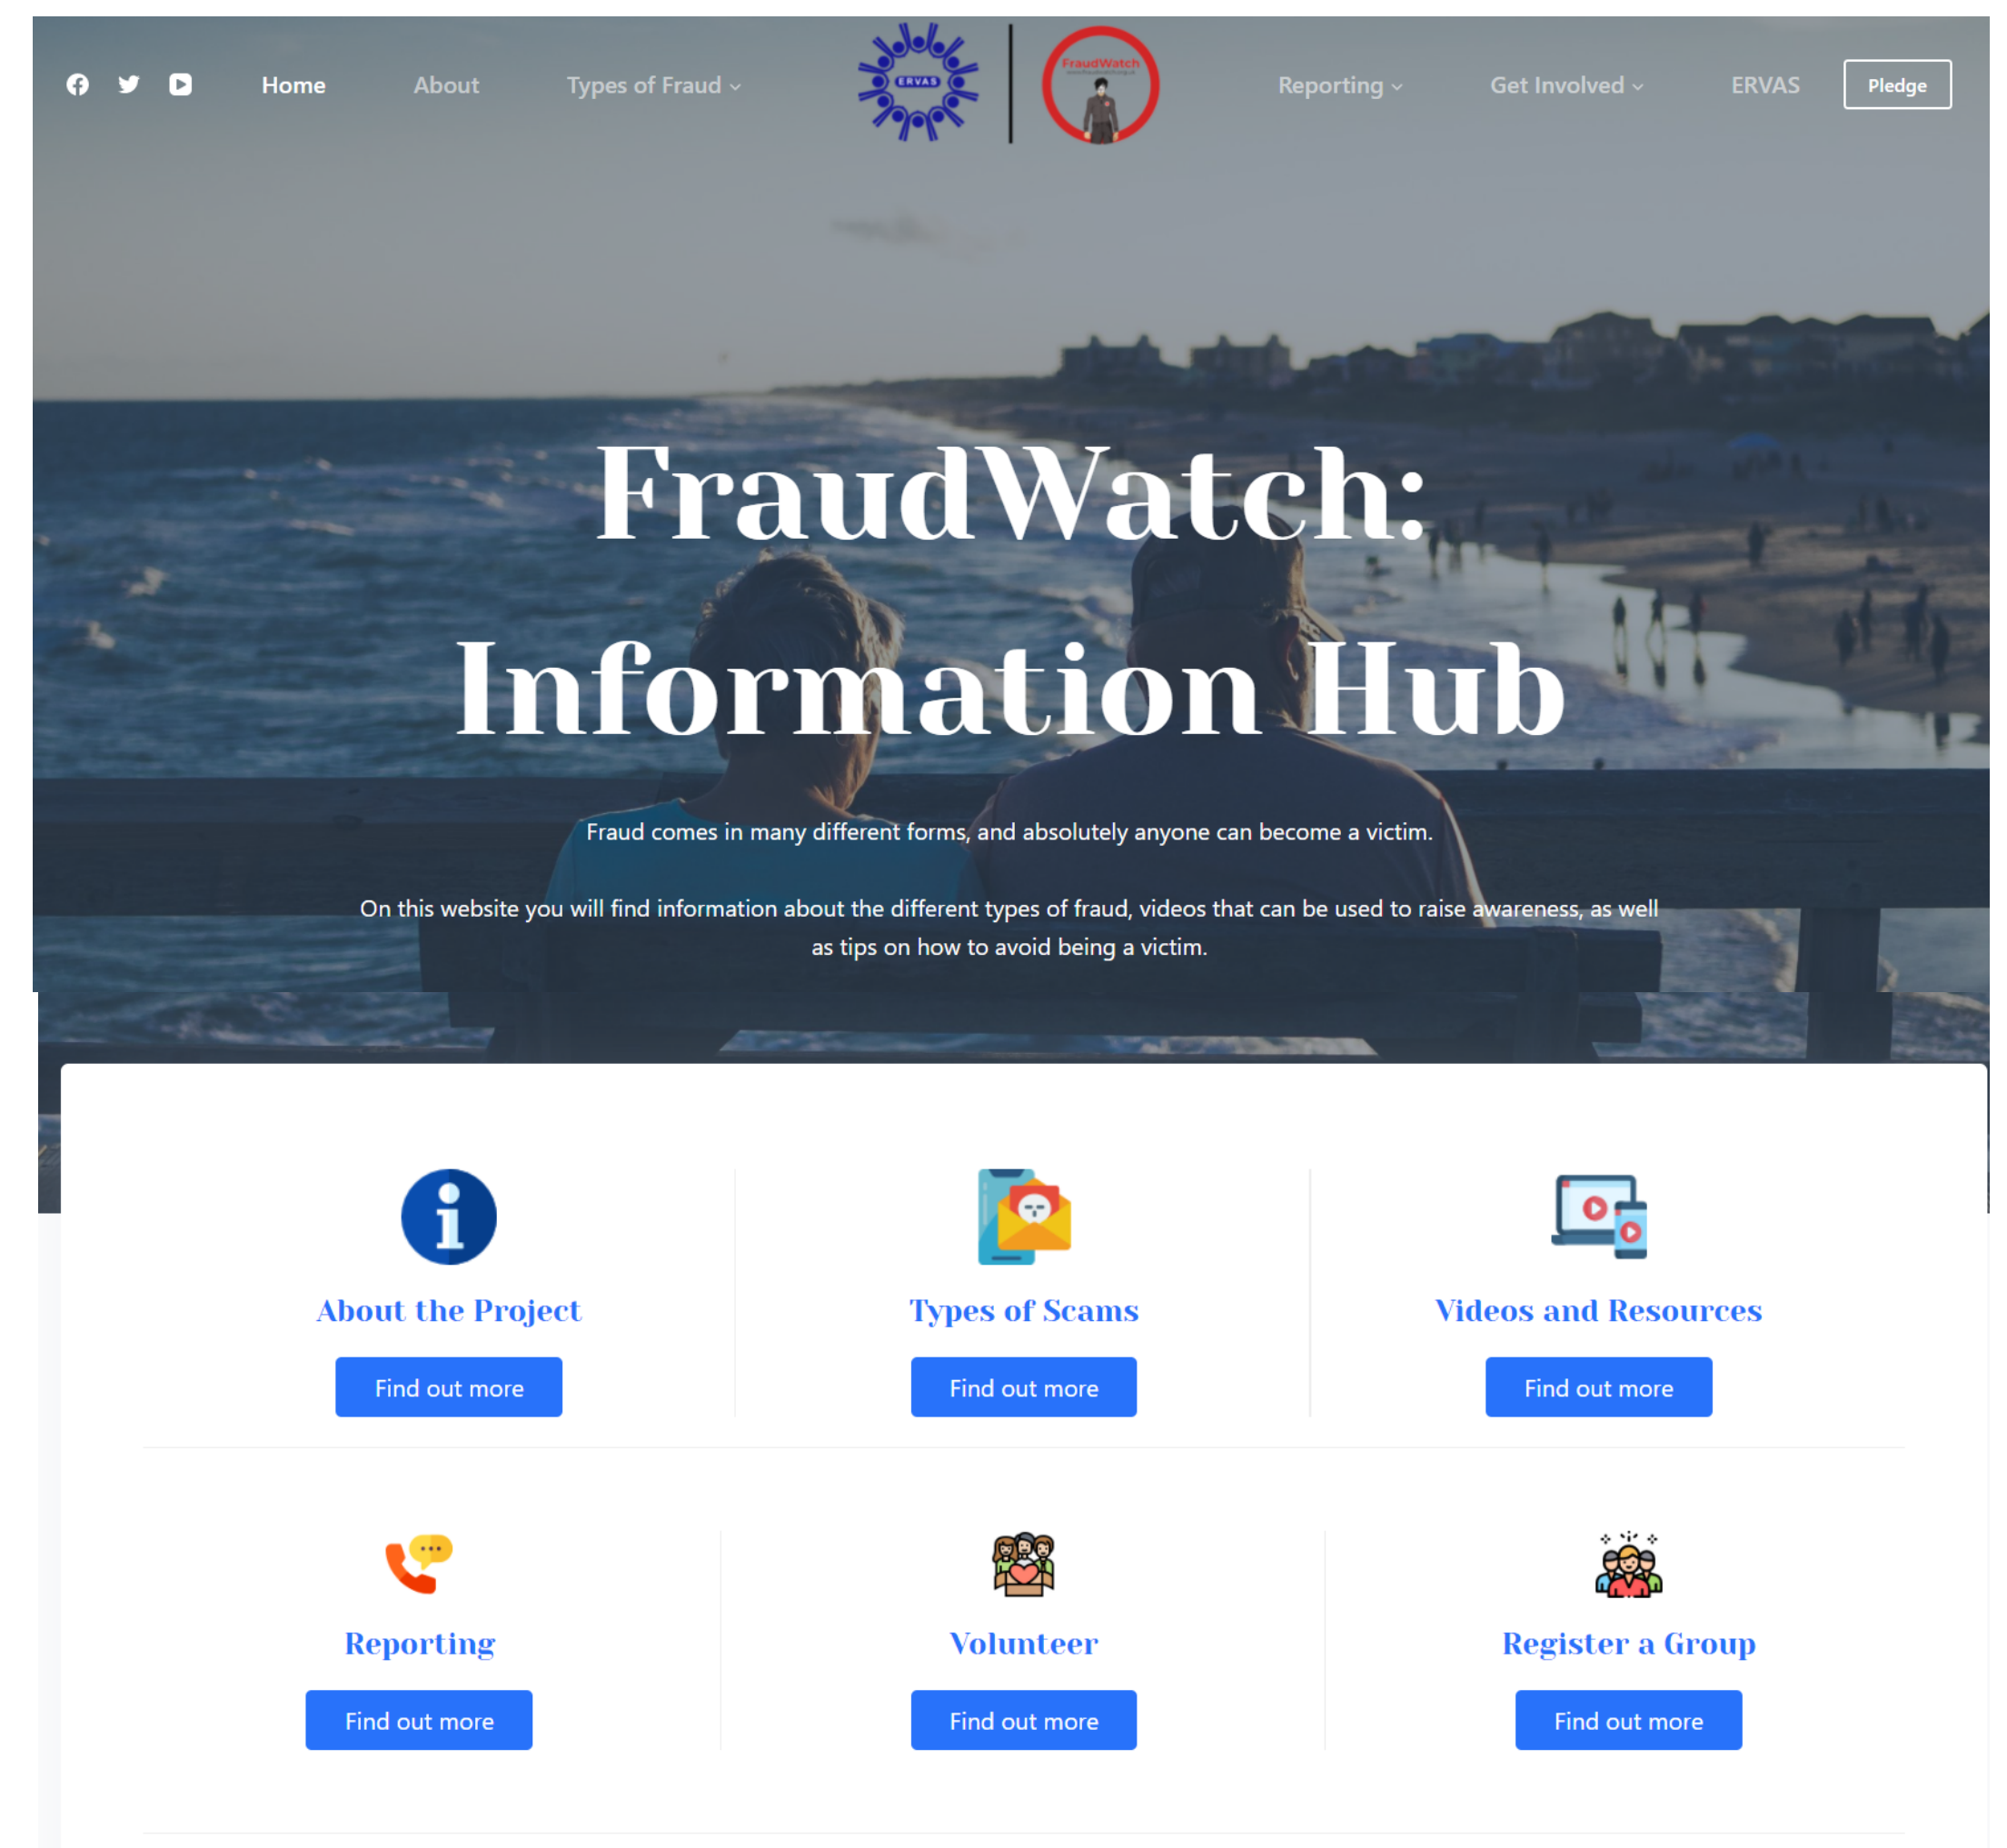 Home
About
Types of Fraud
ERVAS
FraudWatch
Reporting
Get Involved
ERVAS
Pledge
FraudWatch:
Information Hub
Fraud comes in many different forms, and absolutely anyone can become a victim.
On this website you will find information about the different types of fraud, videos that can be used to raise awareness, as well
as tips on how to avoid being a victim.
About the Project
Types of Scams
Videos and Resources
Find out more
Find out more
Find out more
Reporting
Volunteer
Register a Group
Find out more
Find out more
Find out more